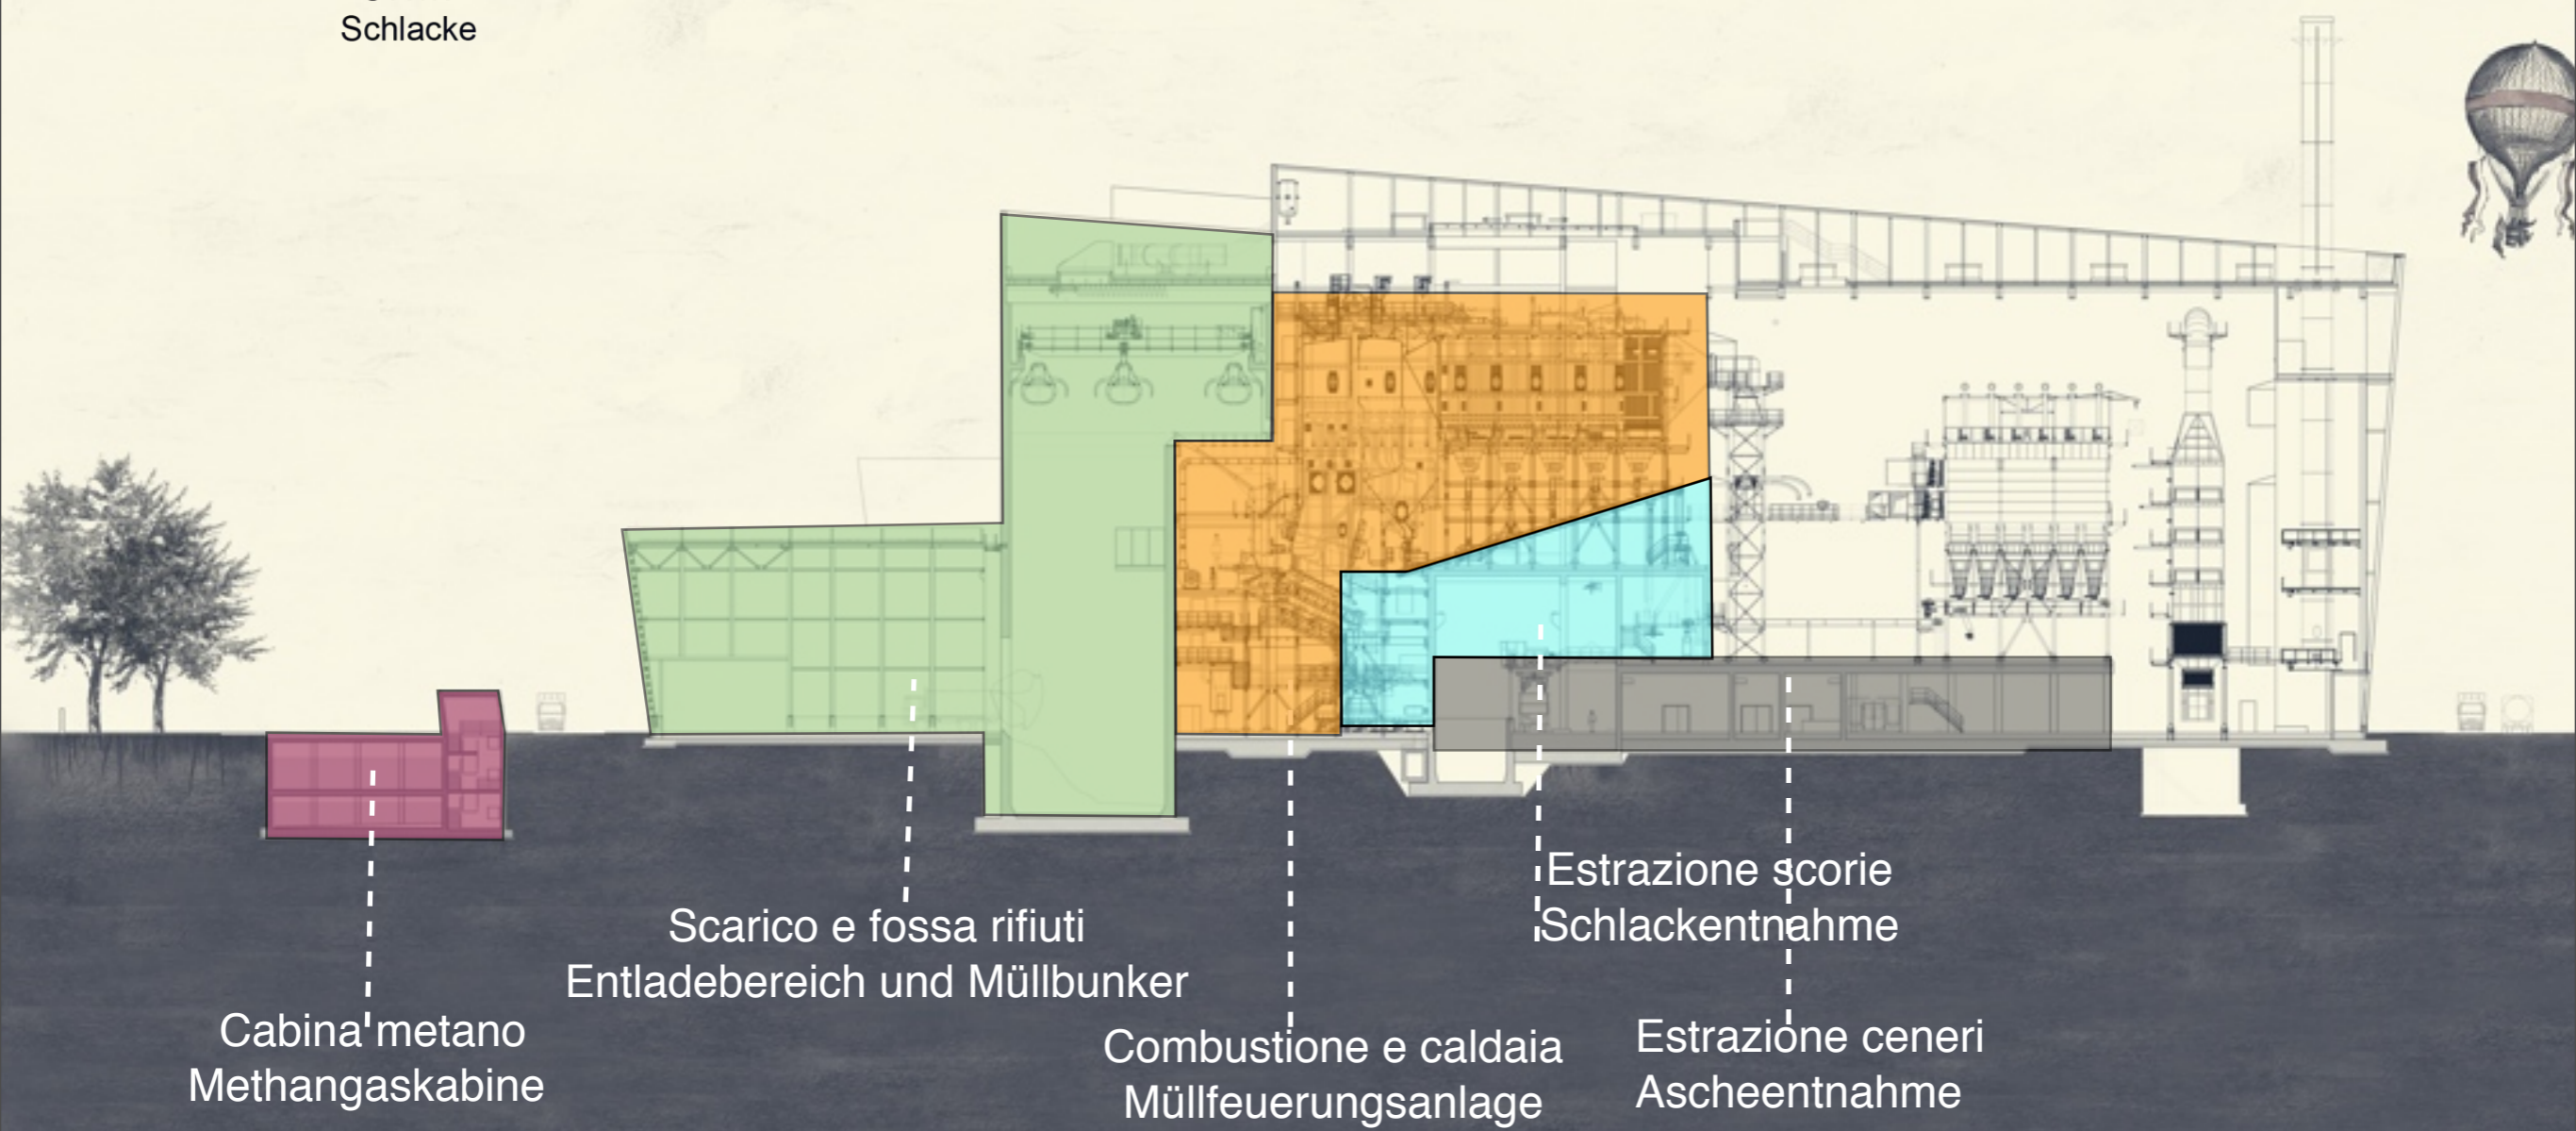 Schlacke
Estrazione scorie
Schlackentnahme
Scarico e fossa rifiuti
Entladebereich und Müllbunker
Cabina metano
Methangaskabine
Combustione e caldaia
Müllfeuerungsanlage
Estrazione ceneri
Ascheentnahme